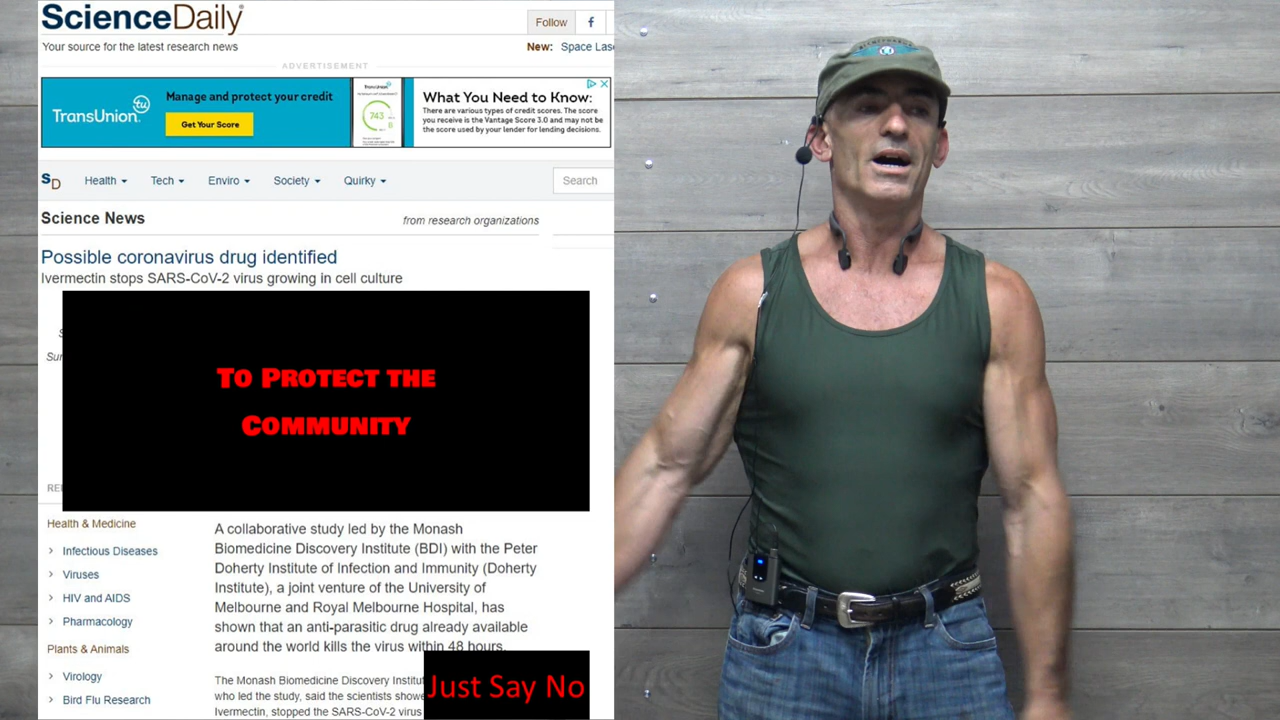 ScienceDaily
Follow
Your source for the latest research news
New: Space Las
ADVERTISEMENT
TransUnion
tu
Manage and protect your credit
Get Your Score
TransUnion
743
What You Need to Know:
There are various types of credit scores. The score
you receive is the Vantage Score 3.0 and may not be
the score used by your lender for lending decisions.
SD
Health
Tech
Enviro
Society
Quirky
Search
Science News
from research organizations
Possible coronavirus drug identified
Ivermectin stops SARS-CoV-2 virus growing in cell culture
To Protect the
Community
Health & Medicine
Infectious Diseases
Viruses
HIV and AIDS
Pharmacology
Plants & Animals
Virology
Bird Flu Research
A collaborative study led by the Monash
Biomedicine Discovery Institute (BDI) with the Peter
Doherty Institute of Infection and Immunity (Doherty
Institute), a joint venture of the University of
Melbourne and Royal Melbourne Hospital, has
shown that an anti-parasitic drug already available
around the world kills the virus within 48 hours.
The Monash Biomedicine Discovery Institut
who led the study, said the scientists showe
Ivermectin, stopped the SARS-CoV-2 virus
Just Say No